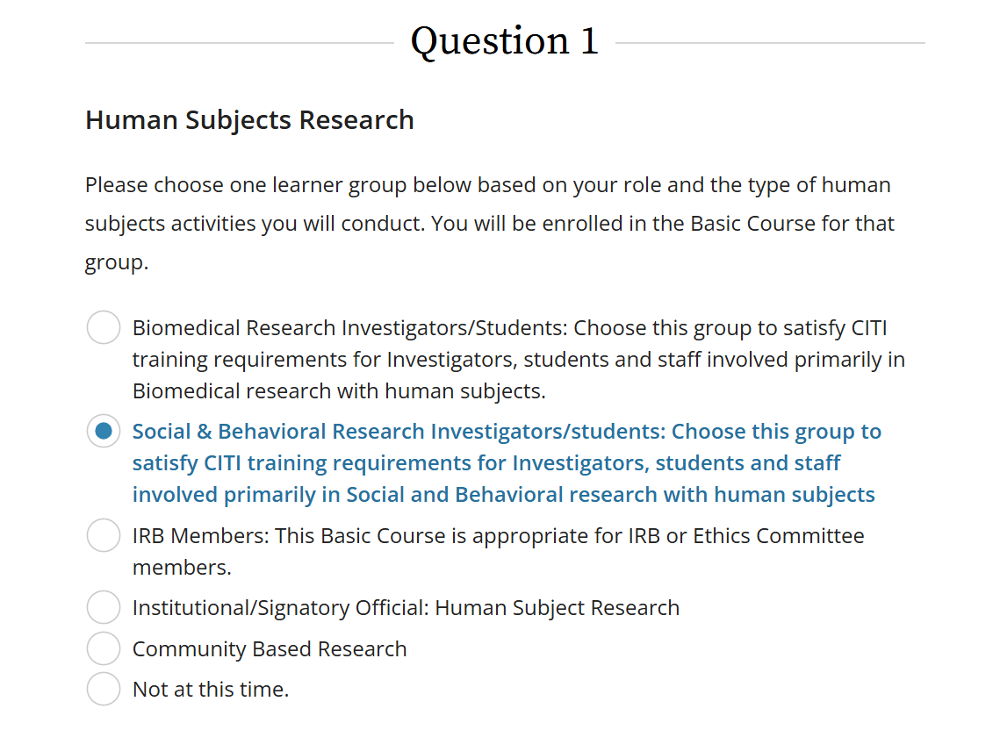 Question 1
Human Subjects Research
Please choose one learner group below based on your role and the type of human
subjects activities you will conduct. You will be enrolled in the Basic Course for that
group.
Biomedical Research Investigators/Students: Choose this group to satisfy CITI
training requirements for Investigators, students and staff involved primarily in
Biomedical research with human subjects.
Social & Behavioral Research Investigators/students: Choose this group to
satisfy CITI training requirements for Investigators, students and staff
involved primarily in Social and Behavioral research with human subjects
IRB Members: This Basic Course is appropriate for IRB or Ethics Committee
members.
Institutional/Signatory Official: Human Subject Research
Community Based Research
Not at this time.